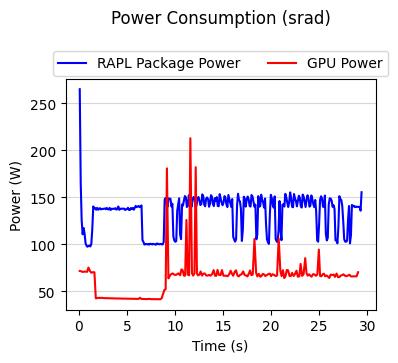 Power Consumption (srad)
RAPL Package Power GPU Power
250
200
150
100
50
Power (W)
0 5 10 15 20 25 30
Time (s)